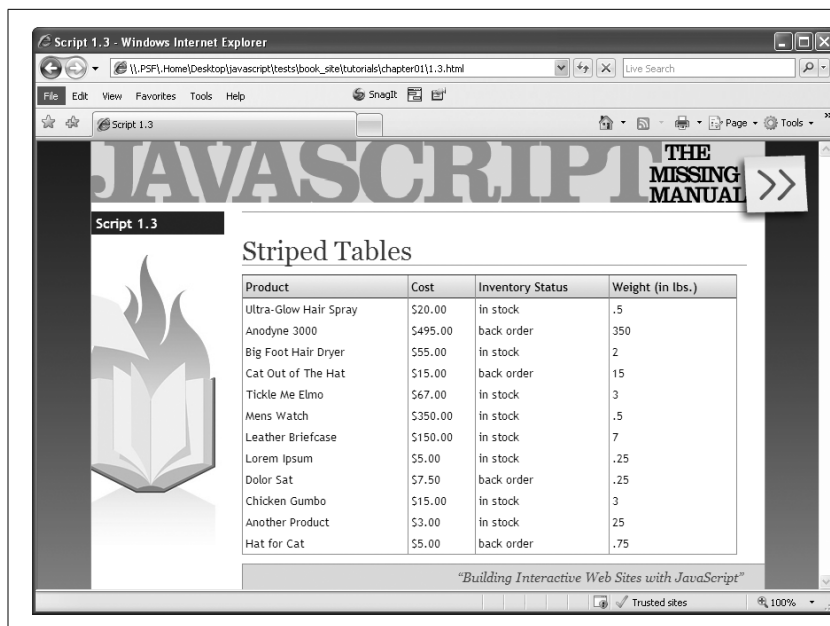 Script 1.3 - Windows Internet Explorer
\\.PSF\.Home\Desktop\javascript\tests\book_site\tutorials\chapter01\1.3.html
Live Search
File Edit View Favorites Tools Help SnagIt
Script 1.3
Page Tools »
JAVASCRIPT THE
MISSING
MANUAL
>>
Script 1.3
Striped Tables
Product Cost Inventory Status Weight (in lbs.)
Ultra-Glow Hair Spray $20.00 in stock .5
Anodyne 3000 $495.00 back order 350
Big Foot Hair Dryer $55.00 in stock 2
Cat Out of The Hat $15.00 back order 15
Tickle Me Elmo $67.00 in stock 3
Mens Watch $350.00 in stock .5
Leather Briefcase $150.00 in stock 7
Lorem Ipsum $5.00 in stock .25
Dolor Sat $7.50 back order .25
Chicken Gumbo $15.00 in stock 3
Another Product $3.00 in stock 25
Hat for Cat $5.00 back order .75
“Building Interactive Web Sites with JavaScript”
Trusted sites 100%